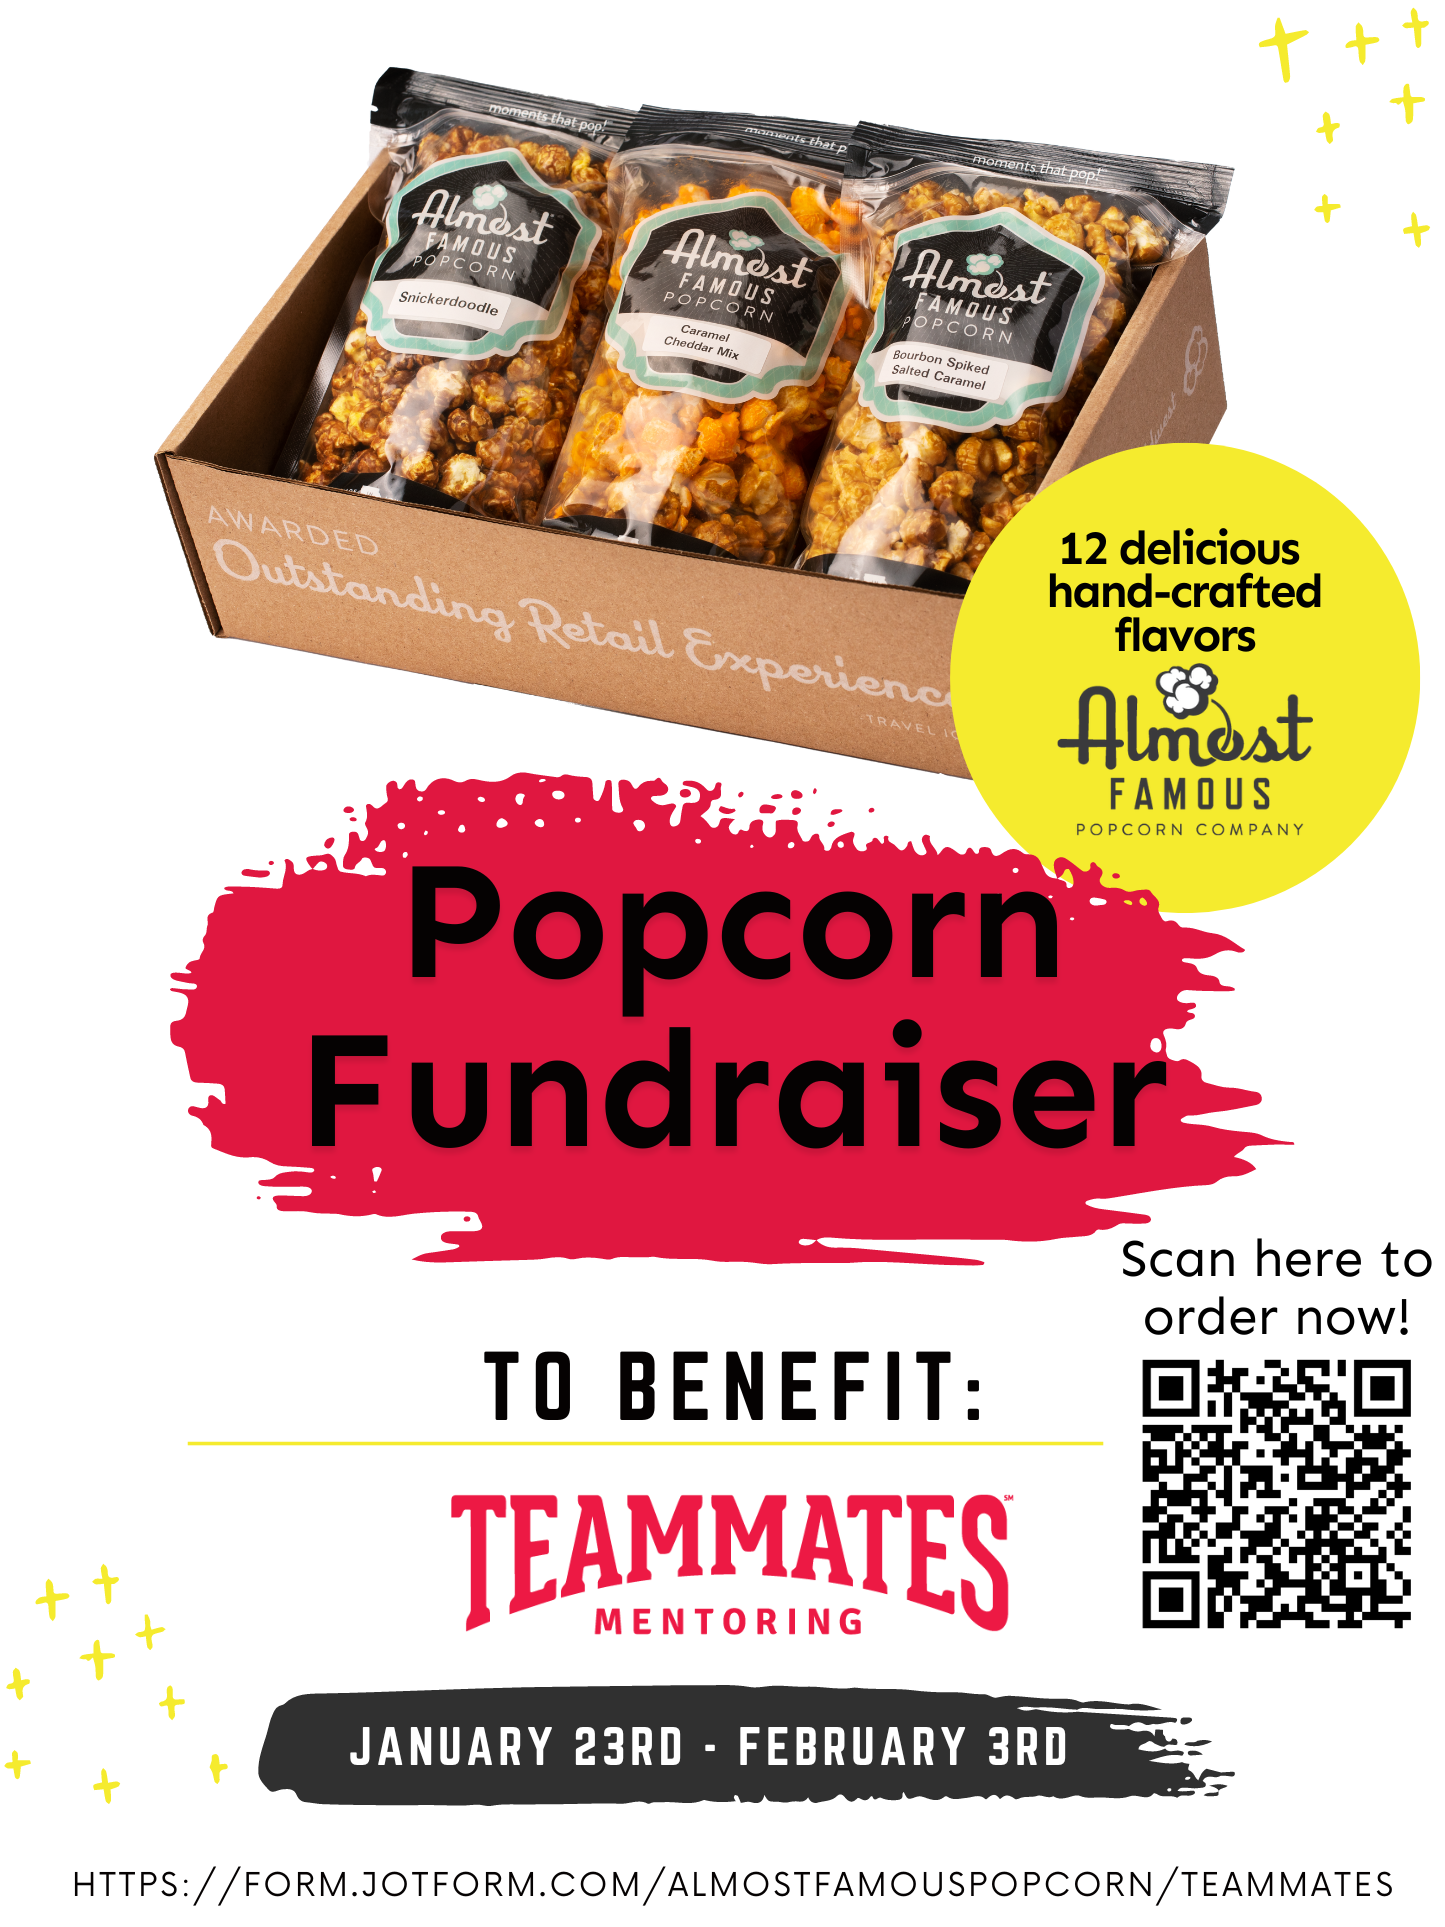 moments that pop!
moments that p
moments that pop!
Almost
FAMOUS
POPCORN
Snickerdoodle
Almost
FAMOUS
POPCORN
Caramel
Cheddar Mix
Almost
FAMOUS
POPCORN
Bourbon Spiked
Salted Caramel
AWARDED
Outstanding Retail Experience
TRAVEL
12 delicious
hand-crafted
flavors
Almost
FAMOUS
POPCORN COMPANY
Popcorn
Fundraiser
Scan here to
order now!
TO BENEFIT:
TEAMMATES SM
MENTORING
JANUARY 23RD - FEBRUARY 3RD
HTTPS://FORM.JOTFORM.COM/ALMOSTFAMOUSPOPCORN/TEAMMATES